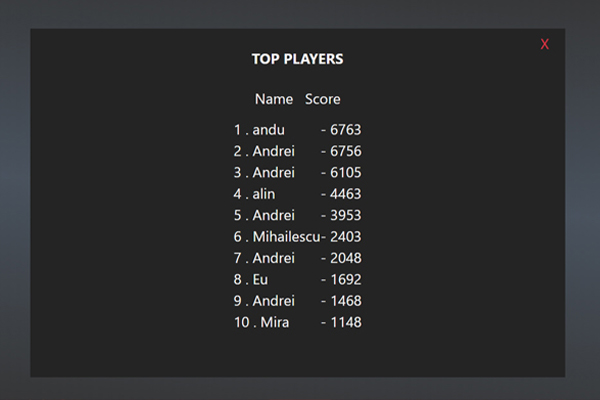 X
TOP PLAYERS
Name Score
1 . andu - 6763
2 . Andrei - 6756
3 . Andrei - 6105
4 . alin - 4463
5 . Andrei - 3953
6 . Mihailescu- 2403
7 . Andrei - 2048
8 . Eu - 1692
9 . Andrei - 1468
10 . Mira - 1148